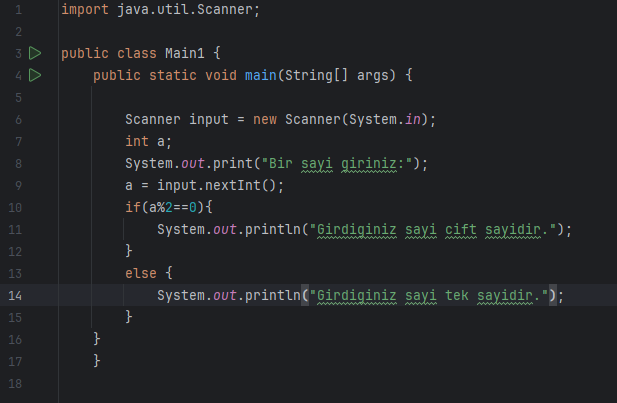 1 import java.util.Scanner;
2
3 public class Main1 {
4 public static void main(String[] args) {
5
6 Scanner input = new Scanner(System.in);
7 int a;
8 System.out.print("Bir sayi giriniz:");
9 a = input.nextInt();
10 if(a%2==0){
11 System.out.println("Girdiginiz sayi cift sayidir.");
12 }
13 else {
14 System.out.println("Girdiginiz sayi tek sayidir.");
15 }
16 }
17 }
18